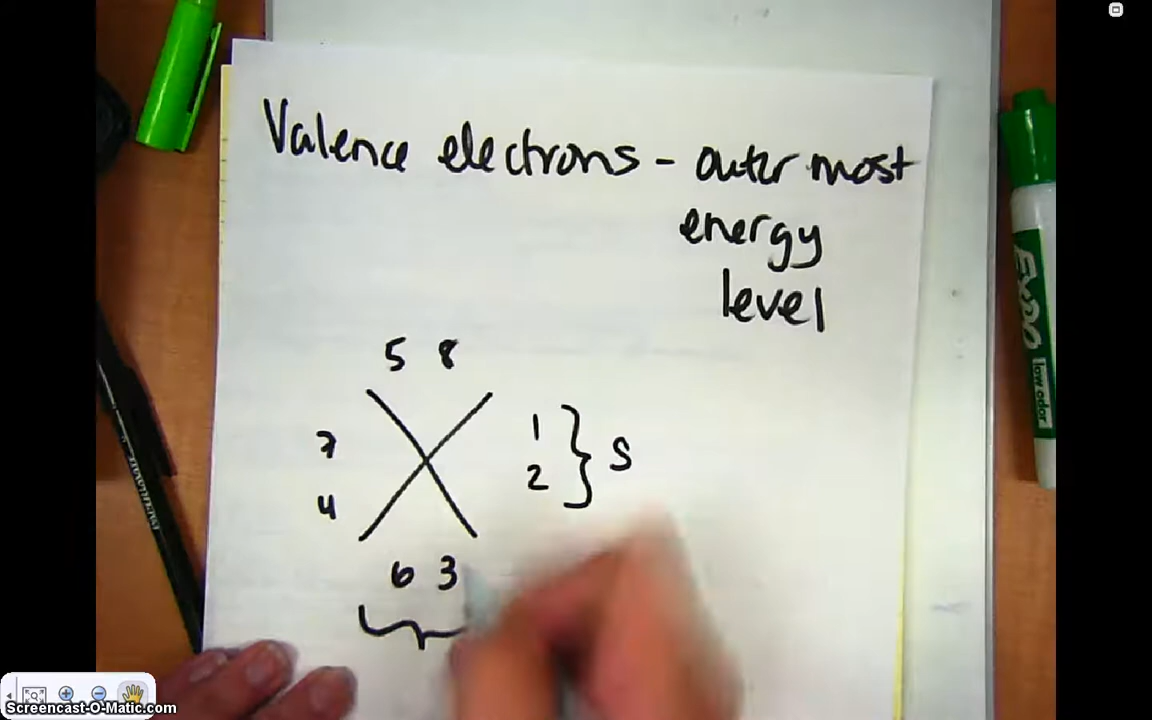 Valence electrons - outer most
energy
level
5 8
7
1
2
S
4
6 3
EXPO
low odor
Screencast-O-Matic.com